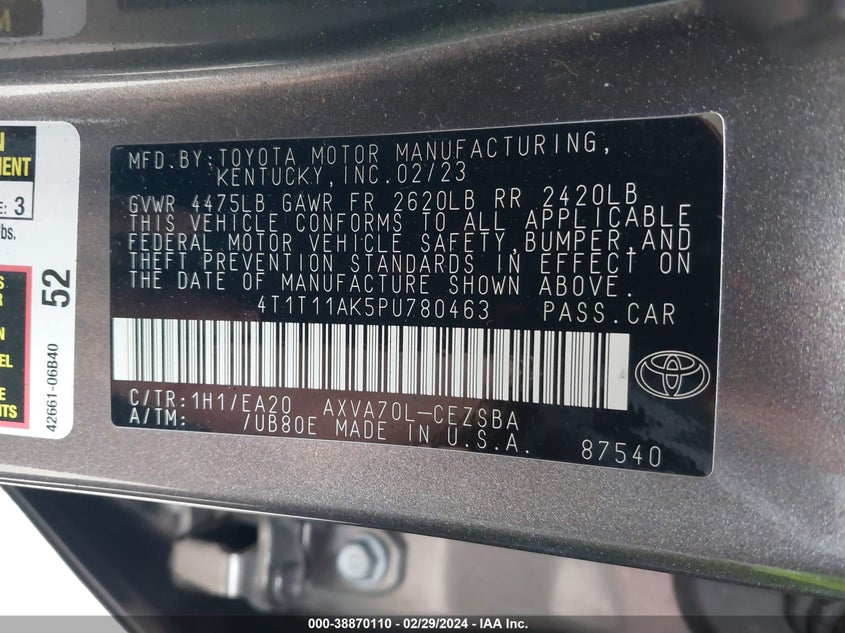 MFD.BY:TOYOTA MOTOR MANUFACTURING,
KENTUCKY,INC.02/23
GVWR 4475LB GAWR FR 2620LB RR 2420LB
THIS VEHICLE CONFORMS TO ALL APPLICABLE
FEDERAL MOTOR VEHICLE SAFETY,BUMPER,AND
THEFT PREVENTION STANDARDS IN EFFECT ON
THE DATE OF MANUFACTURE SHOWN ABOVE.
4T1T11AK5PU780463 PASS.CAR
C/TR:1H1/EA20 AXVA70L-CEZSBA
A/TM: /UB80E MADE IN U.S.A.
87540
3
lbs.
52
42661-06B40
000-38870110 — 02/29/2024 — IAA Inc.